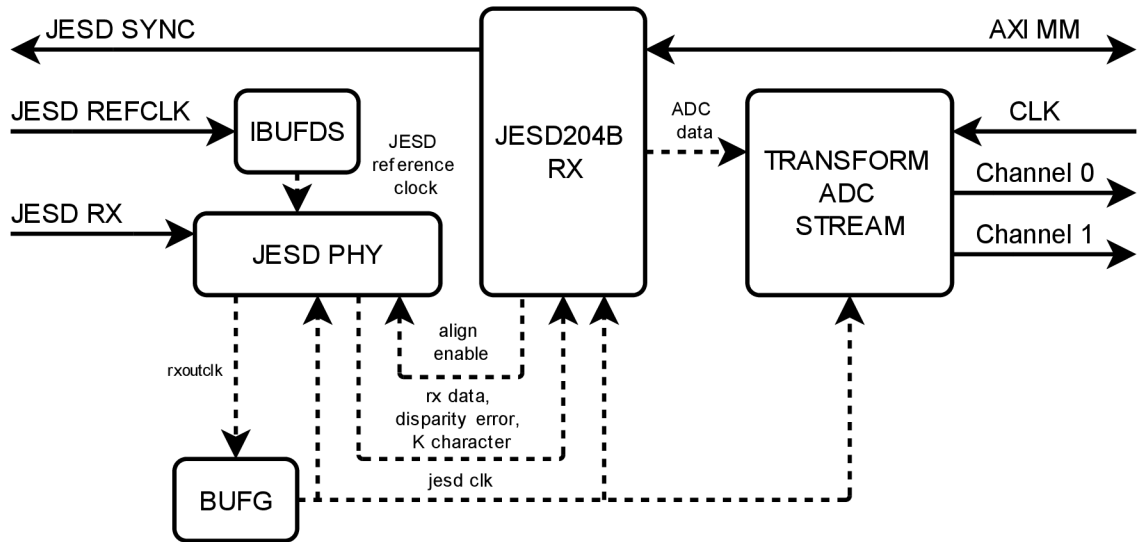 JESD SYNC
AXI MM
JESD REFCLK
IBUFDS
JESD
reference
clock
JESD204B
RX
ADC
data
CLK
TRANSFORM
ADC
STREAM
Channel 0
Channel 1
JESD RX
JESD PHY
align
enable
rxoutclk
rx data,
disparity error,
K character
jesd clk
BUFG